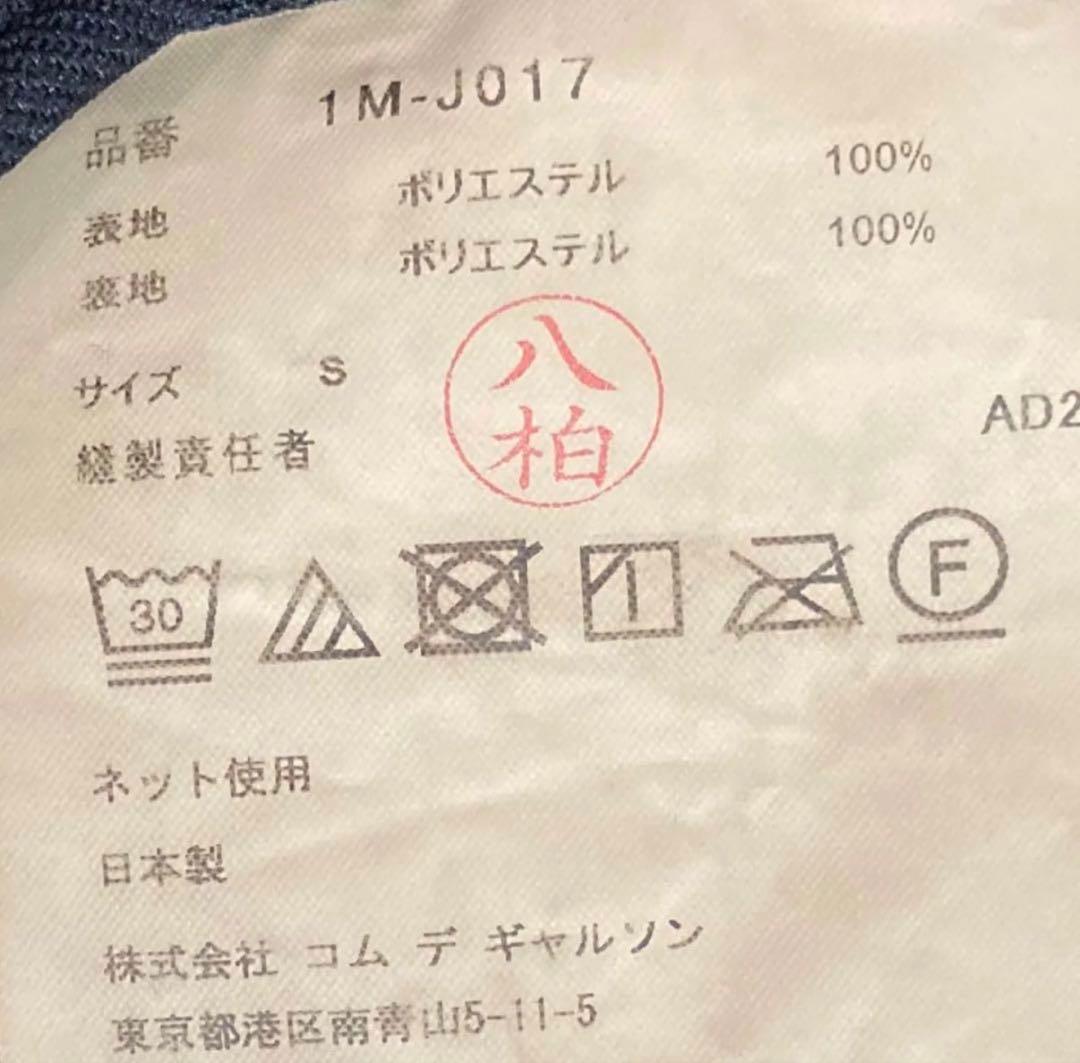 品番 1M-J017
表地 ポリエステル 100%
裏地 ポリエステル 100%
サイズ S
八柏
縫製責任者
AD2
30
F
ネット使用
日本製
株式会社 コム デ ギャルソン
東京都港区南青山5-11-5